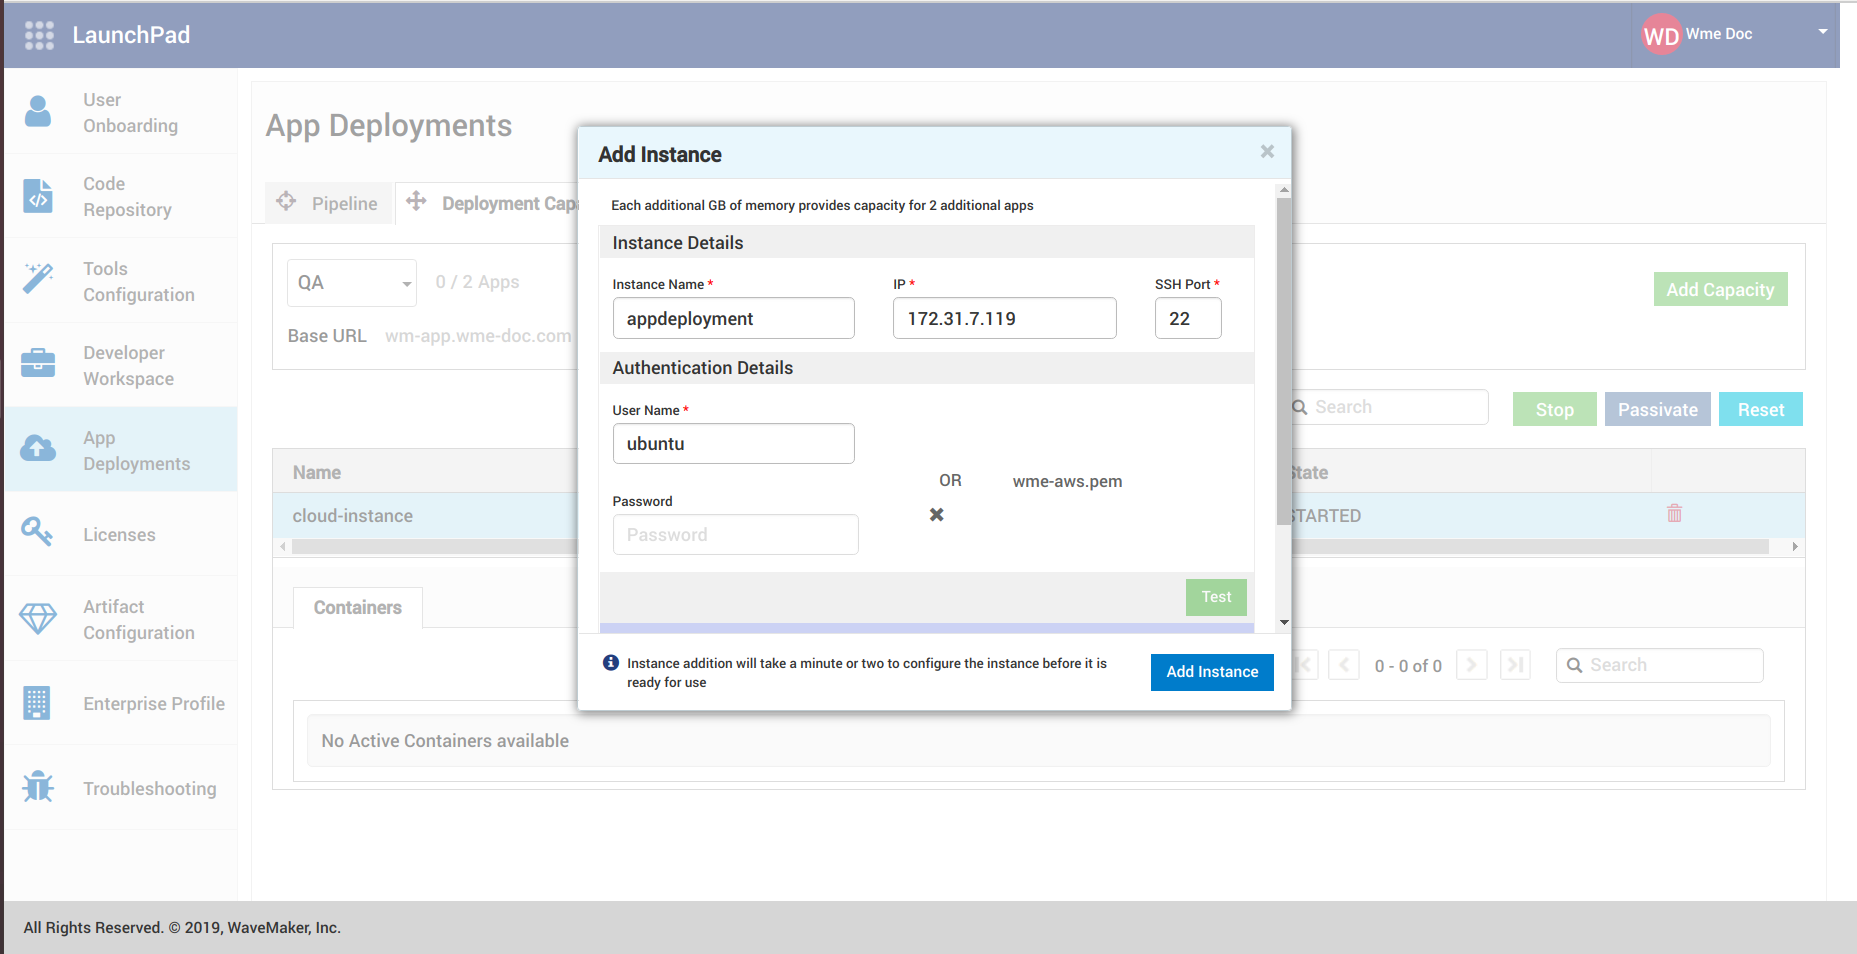 LaunchPad
WD Wme Doc
User
Onboarding
Code
Repository
Tools
Configuration
Developer
Workspace
App
Deployments
Licenses
Artifact
Configuration
Enterprise Profile
Troubleshooting
App Deployments
Pipeline
Deployment Capa
QA
0 / 2 Apps
Add Capacity
Base URL wm-app.wme-doc.com
Search
Stop
Passivate
Reset
Name
State
cloud-instance
STARTED
Containers
0 - 0 of 0
Search
No Active Containers available
Add Instance
Each additional GB of memory provides capacity for 2 additional apps
Instance Details
Instance Name * IP * SSH Port *
appdeployment 172.31.7.119 22
Authentication Details
User Name *
ubuntu
OR wme-aws.pem
Password
Password
Test
Instance addition will take a minute or two to configure the instance before it is
ready for use
Add Instance
All Rights Reserved. © 2019, WaveMaker, Inc.